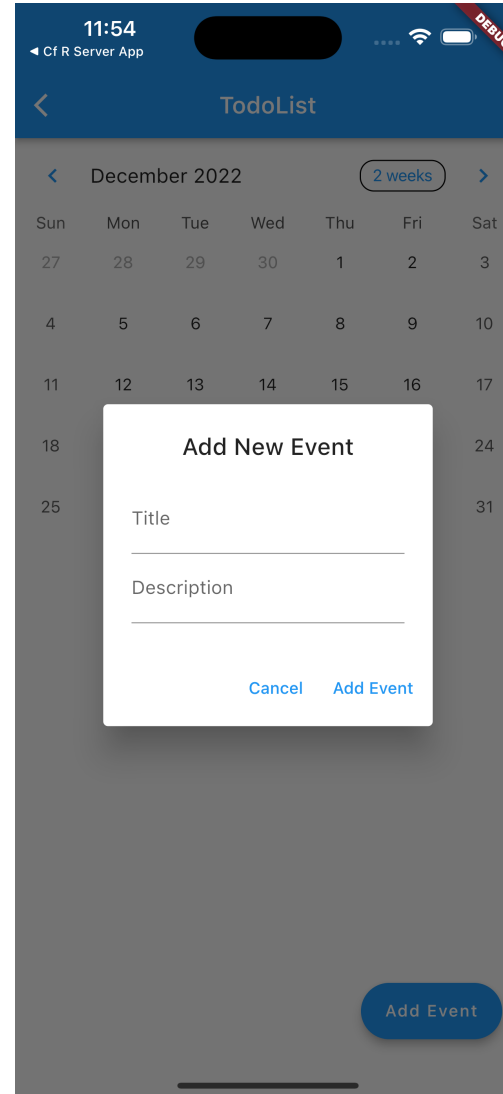 11:54
◀ Cf R Server App
TodoList
December 2022
2 weeks
Sun Mon Tue Wed Thu Fri Sat
27 28 29 30 1 2 3
4 5 6 7 8 9 10
11 12 13 14 15 16 17
18 24
25 31
Add New Event
Title
Description
Cancel Add Event
Add Event